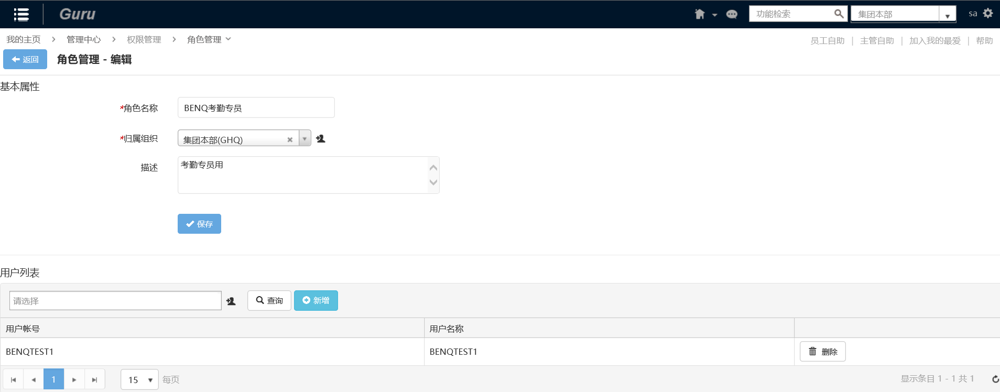 Guru
功能检索
集团本部
sa
我的主页 > 管理中心 > 权限管理 > 角色管理
员工自助 | 主管自助 | 加入我的最爱 | 帮助
返回
角色管理 - 编辑
基本属性
*角色名称
BENQ考勤专员
*归属组织
集团本部(GHQ)
描述
考勤专员用
保存
用户列表
请选择
查询
新增
用户帐号
用户名称
BENQTEST1
BENQTEST1
删除
1
15
每页
显示条目 1 - 1 共 1